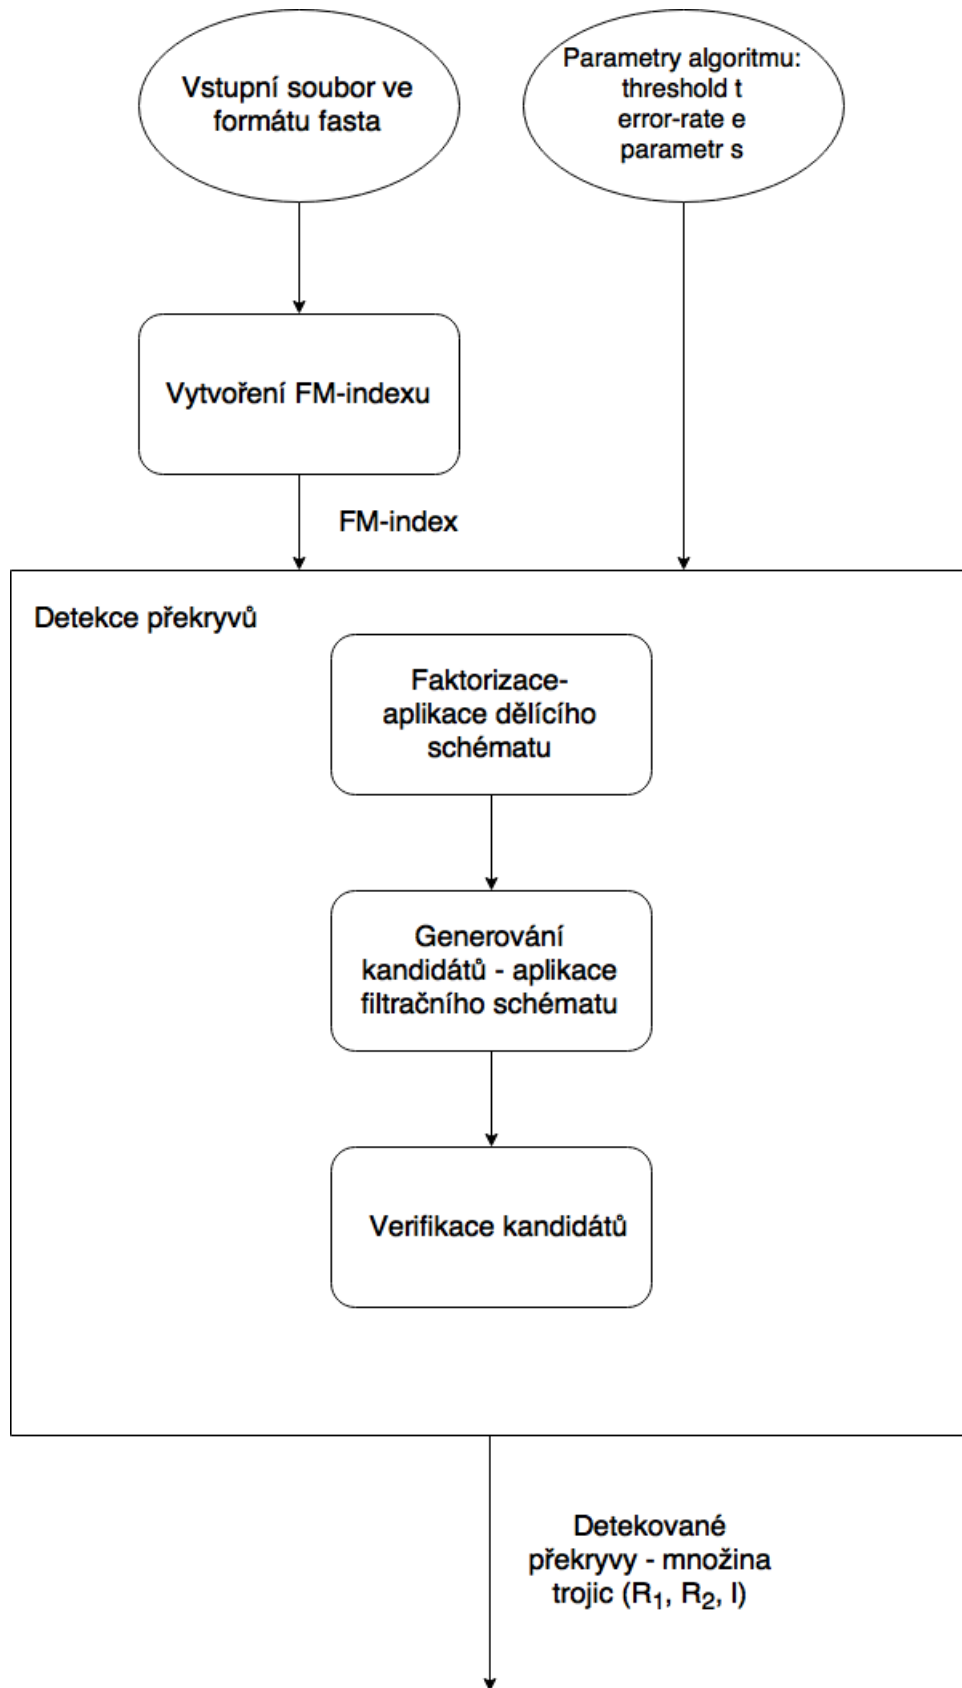 Vstupní soubor ve
formátu fasta
Parametry algoritmu:
threshold t
error-rate e
parametr s
Vytvoření FM-indexu
FM-index
Detekce překryvů
Faktorizace-
aplikace dělícího
schématu
Generování
kandidátů - aplikace
filtračního schématu
Verifikace kandidátů
Detekované
překryvy - množina
trojic (R₁, R₂, I)